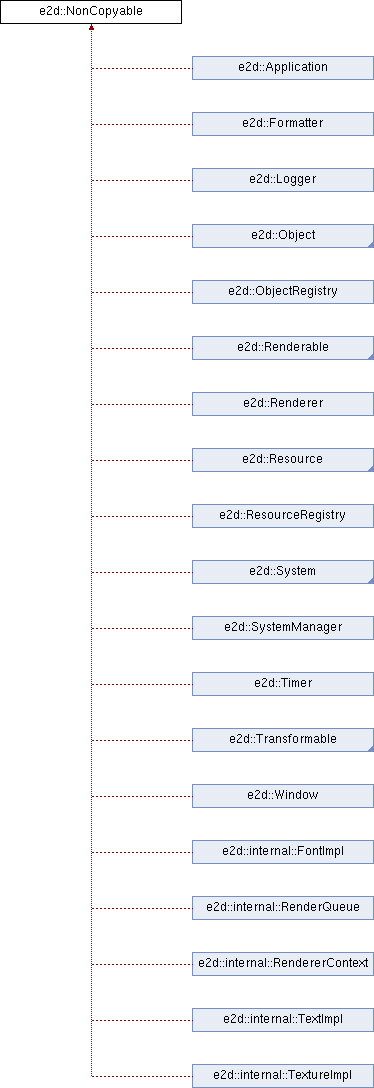 e2d::NonCopyable
e2d::Application
e2d::Formatter
e2d::Logger
e2d::Object
e2d::ObjectRegistry
e2d::Renderable
e2d::Renderer
e2d::Resource
e2d::ResourceRegistry
e2d::System
e2d::SystemManager
e2d::Timer
e2d::Transformable
e2d::Window
e2d::internal::FontImpl
e2d::internal::RenderQueue
e2d::internal::RendererContext
e2d::internal::TextImpl
e2d::internal::TextureImpl